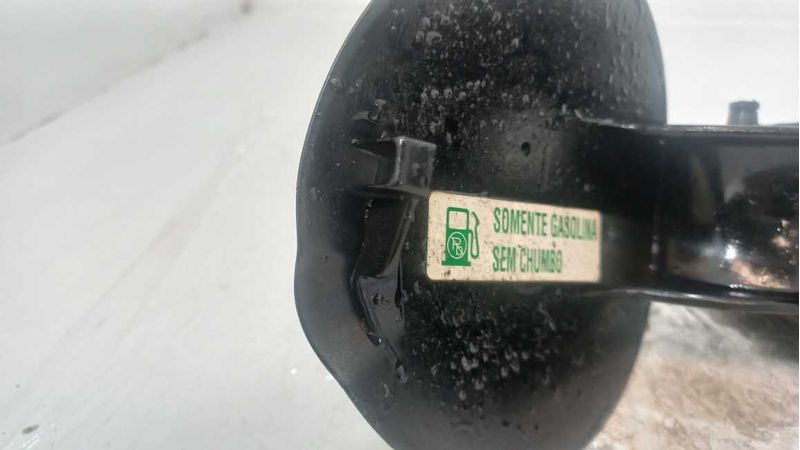 SOMENTE GASOLINA
SEM CHUMBO